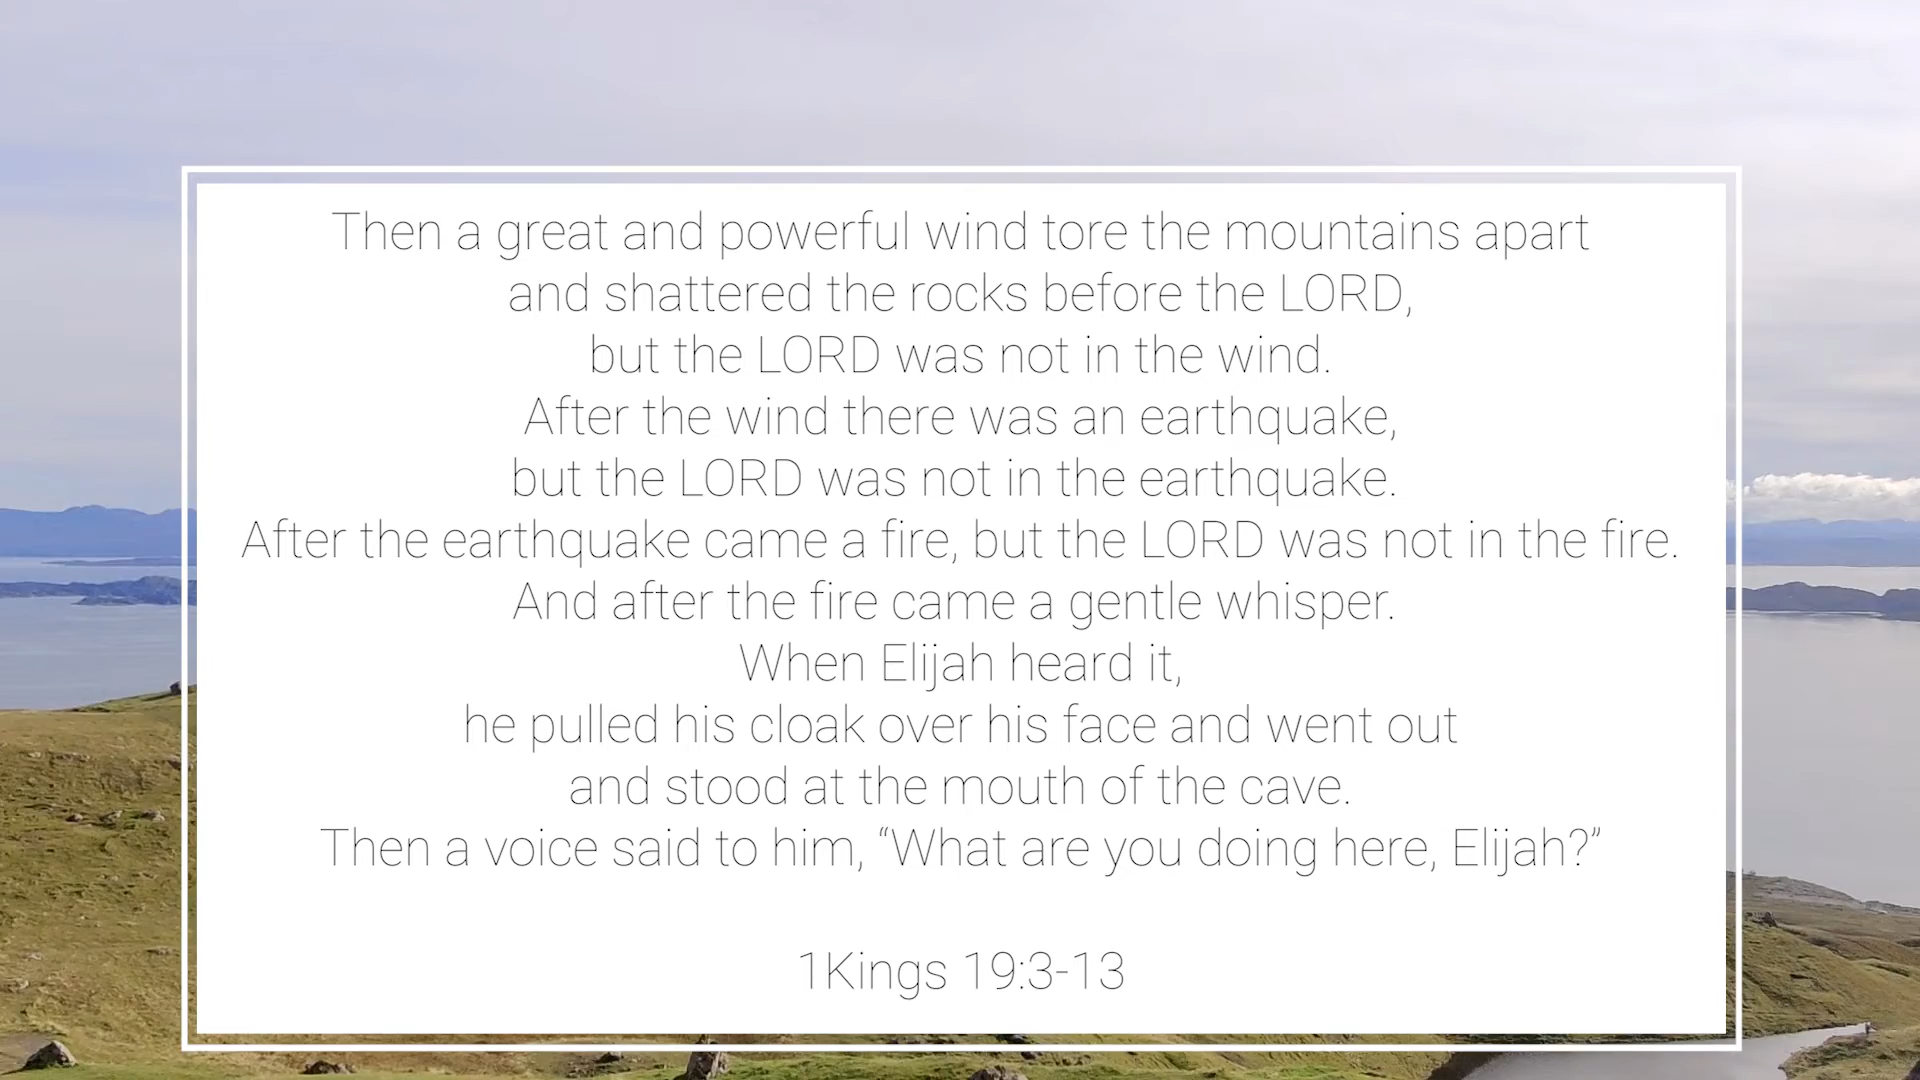 Then a great and powerful wind tore the mountains apart
and shattered the rocks before the LORD,
but the LORD was not in the wind.
After the wind there was an earthquake,
but the LORD was not in the earthquake.
After the earthquake came a fire, but the LORD was not in the fire.
And after the fire came a gentle whisper.
When Elijah heard it,
he pulled his cloak over his face and went out
and stood at the mouth of the cave.
Then a voice said to him, “What are you doing here, Elijah?”
1Kings 19:3-13